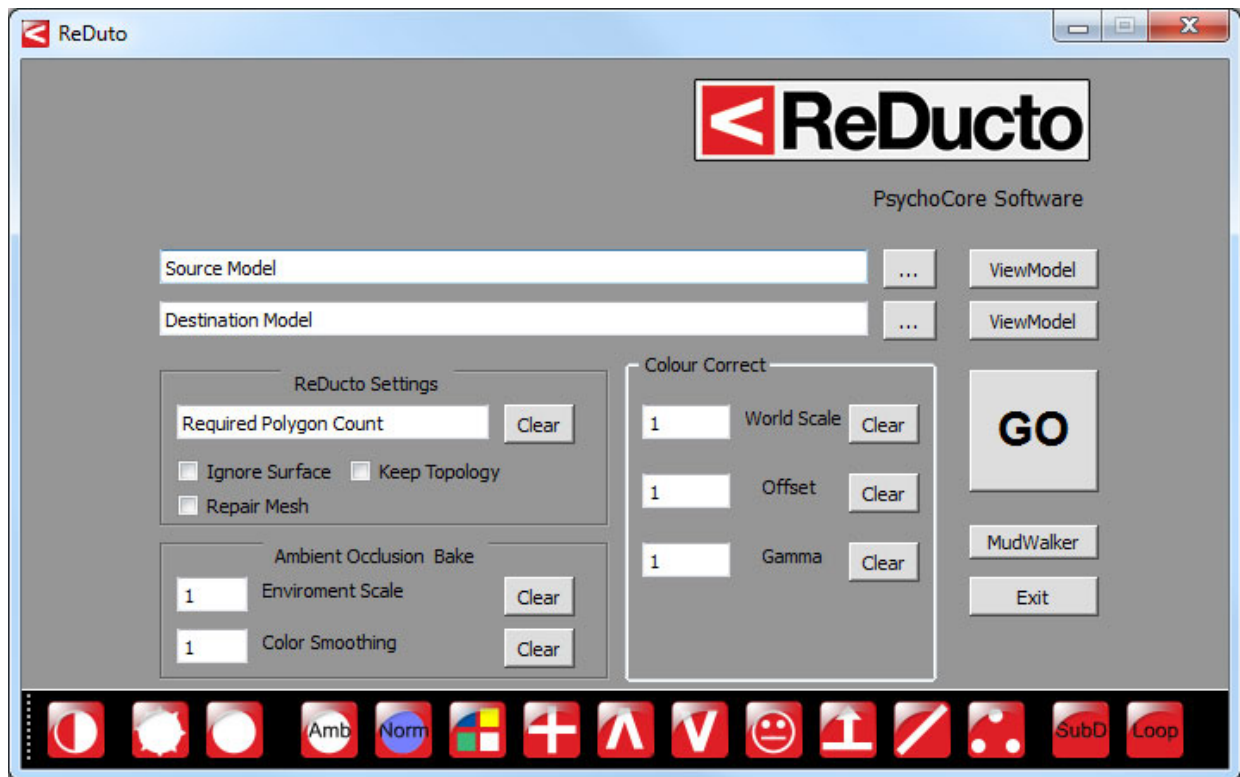 ReDuto
ReDucto
PsychoCore Software
Source Model
...
ViewModel
Destination Model
...
ViewModel
ReDucto Settings
Required Polygon Count
Clear
Ignore Surface
Keep Topology
Repair Mesh
Ambient Occlusion Bake
1
Enviroment Scale
Clear
1
Color Smoothing
Clear
Colour Correct
1
World Scale
Clear
1
Offset
Clear
1
Gamma
Clear
GO
MudWalker
Exit
Amb
Norm
SubD
Loop